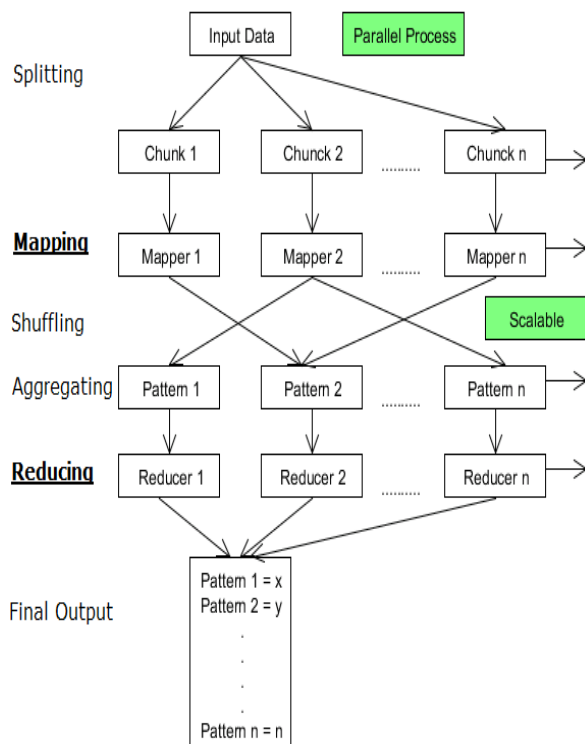 Input Data
Parallel Process
Splitting
Chunk 1
Chunck 2
..........
Chunck n
Mapping
Mapper 1
Mapper 2
..........
Mapper n
Shuffling
Scalable
Aggregating
Pattern 1
Pattern 2
..........
Pattern n
Reducing
Reducer 1
Reducer 2
..........
Reducer n
Final Output
Pattern 1 = x
Pattern 2 = y
.
.
.
.
Pattern n = n